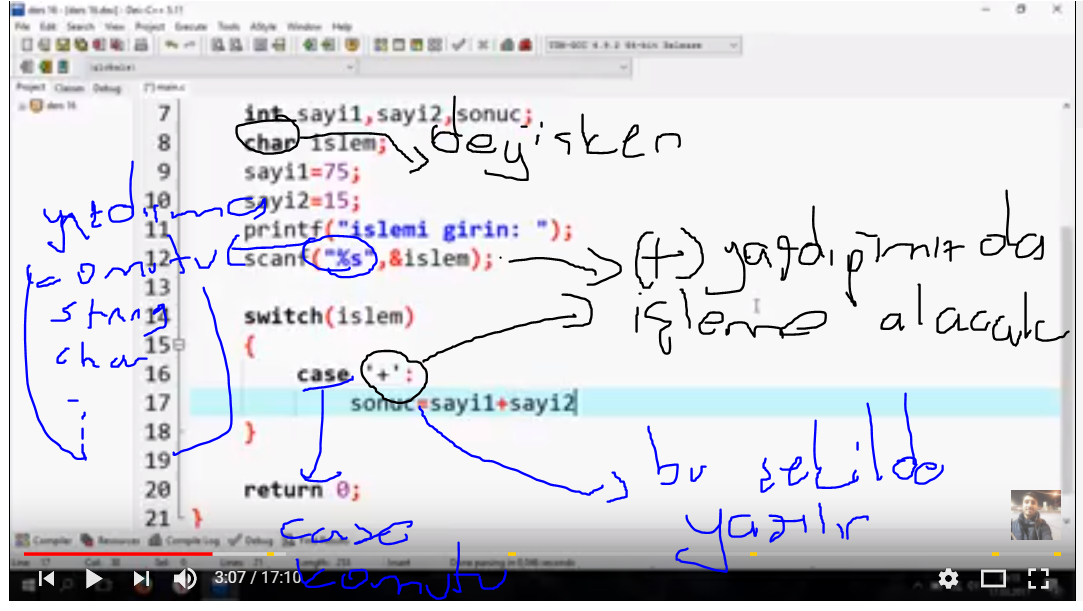 ders 16 - [ders 16.dev] - Dev-C++ 5.11
File Edit Search View Project Execute Tools AStyle Window Help
TDM-GCC 4.9.2 64-bit Release
(globals)
Project Classes Debug
main.c
ders 16
7 int sayi1,sayi2,sonuc;
8 char islem;
deyişken
9 sayi1=75;
10 sayi2=15;
11 printf("islemi girin: ");
12 scanf("%s",&islem);
(+)
13
14 switch(islem)
string
işleme alacak
15 {
char
16 case '+':
17 sonuc=sayi1+sayi2
18 }
19
bu şekilde
20 return 0;
yazılır
21 }
case
komutu
Compiler Resources Compile Log Debug
3:07 / 17:10